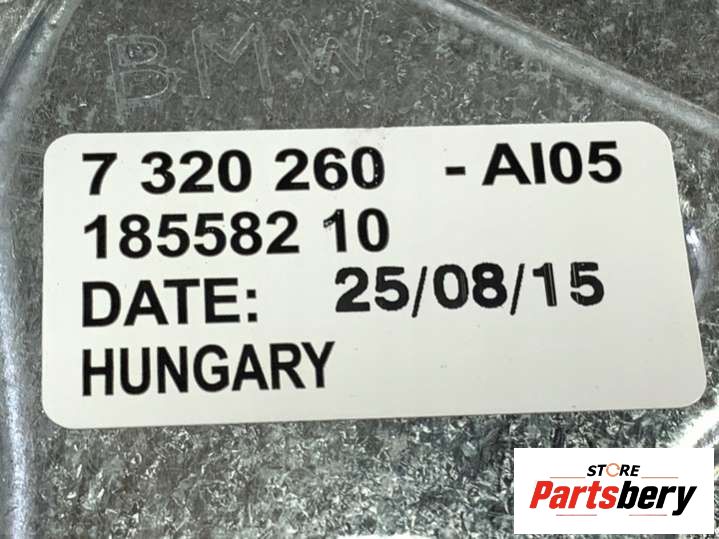 BMW
7 320 260 - AI05
185582 10
DATE: 25/08/15
HUNGARY
STORE
Partsbery